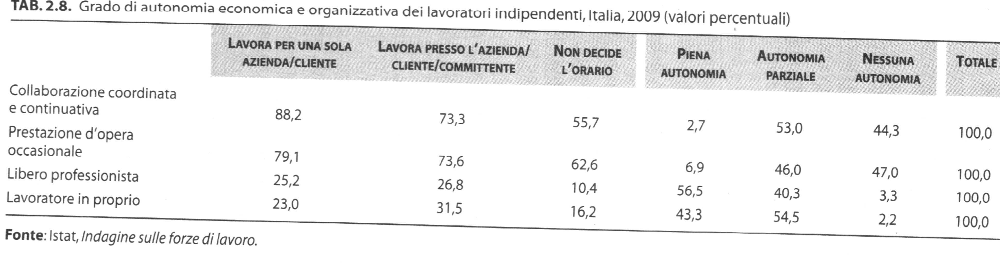 TAB. 2.8. Grado di autonomia economica e organizzativa dei lavoratori indipendenti, Italia, 2009 (valori percentuali)
LAVORA PER UNA SOLA AZIENDA/CLIENTE LAVORA PRESSO L'AZIENDA/CLIENTE/COMMITTENTE NON DECIDE L'ORARIO PIENA AUTONOMIA AUTONOMIA PARZIALE NESSUNA AUTONOMIA TOTALE
Collaborazione coordinata
e continuativa 88,2 73,3 55,7 2,7 53,0 44,3 100,0
Prestazione d'opera
occasionale 79,1 73,6 62,6 6,9 46,0 47,0 100,0
Libero professionista 25,2 26,8 10,4 56,5 40,3 3,3 100,0
Lavoratore in proprio 23,0 31,5 16,2 43,3 54,5 2,2 100,0
Fonte: Istat, Indagine sulle forze di lavoro.